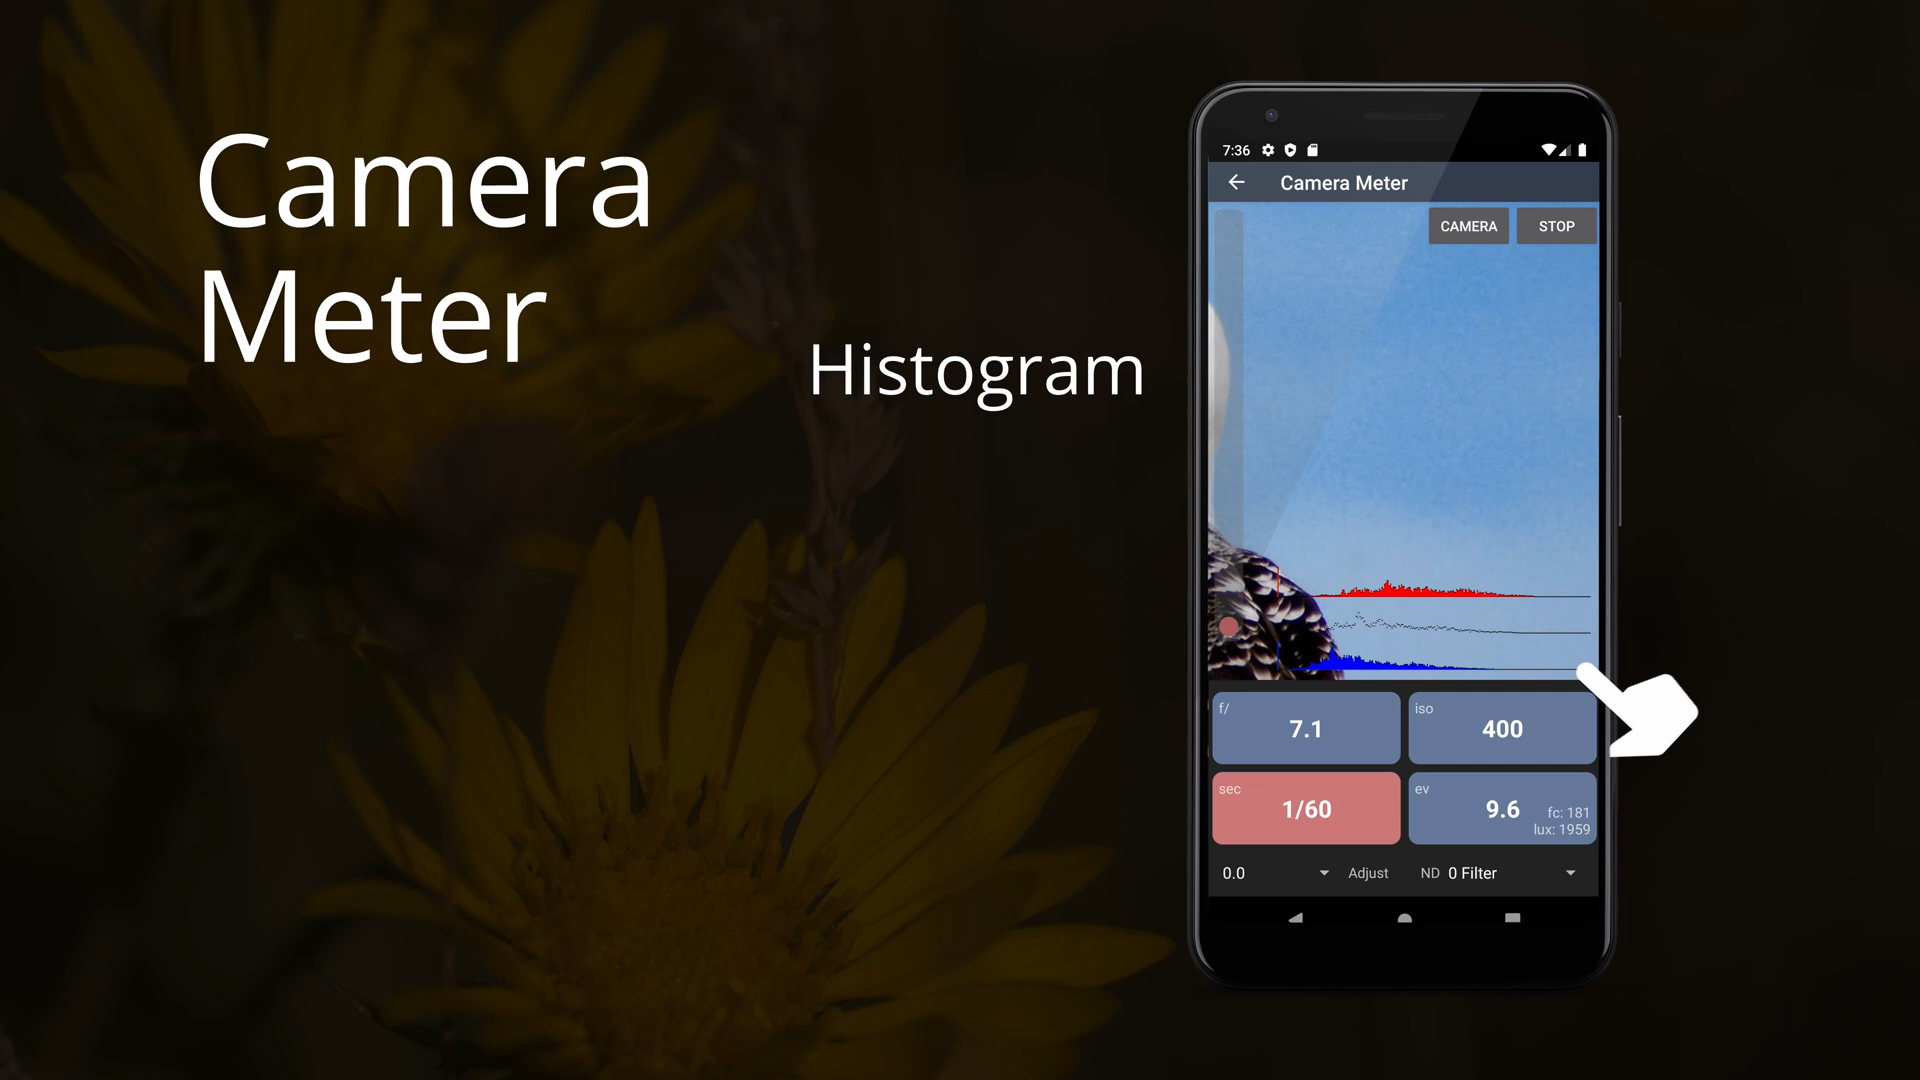 Camera
Meter
Histogram
7:36
Camera Meter
CAMERA
STOP
f/
7.1
iso
400
sec
1/60
ev
9.6
fc: 181
lux: 1959
0.0
Adjust
ND
0 Filter